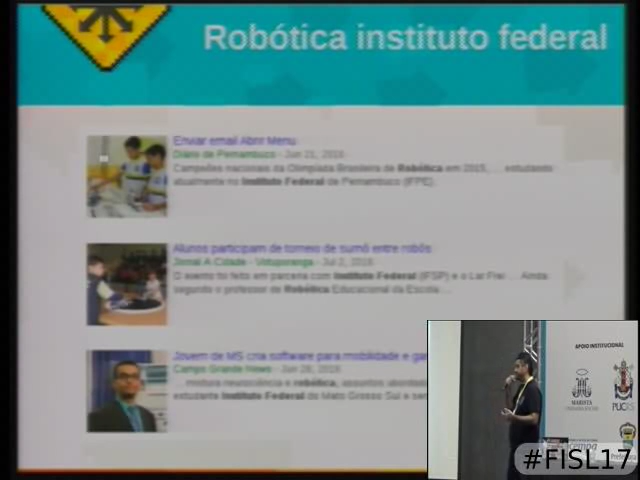 Robótica instituto federal
Enviar email Abrir Menu
Diário de Pernambuco - Jun 21, 2016
Campeões nacionais da Olimpíada Brasileira de Robótica em 2015, ... estudando
atualmente no Instituto Federal de Pernambuco (IFPE).
Alunos participam de torneio de sumô entre robôs
Jornal A Cidade - Votuporanga - Jul 2, 2016
O evento foi feito em parceria com Instituto Federal (IFSP) e o Lar Frei ... Ainda
segundo o professor de Robótica Educacional da Escola ...
Jovem de MS cria software para mobilidade e
Campo Grande News - Jun 28, 2016
... mistura neurociência e robótica, assuntos
estudante Instituto Federal do Mato Grosso Sul e
APOIO INSTITUCIONAL
MARISTA
PUCRS
#FISL17